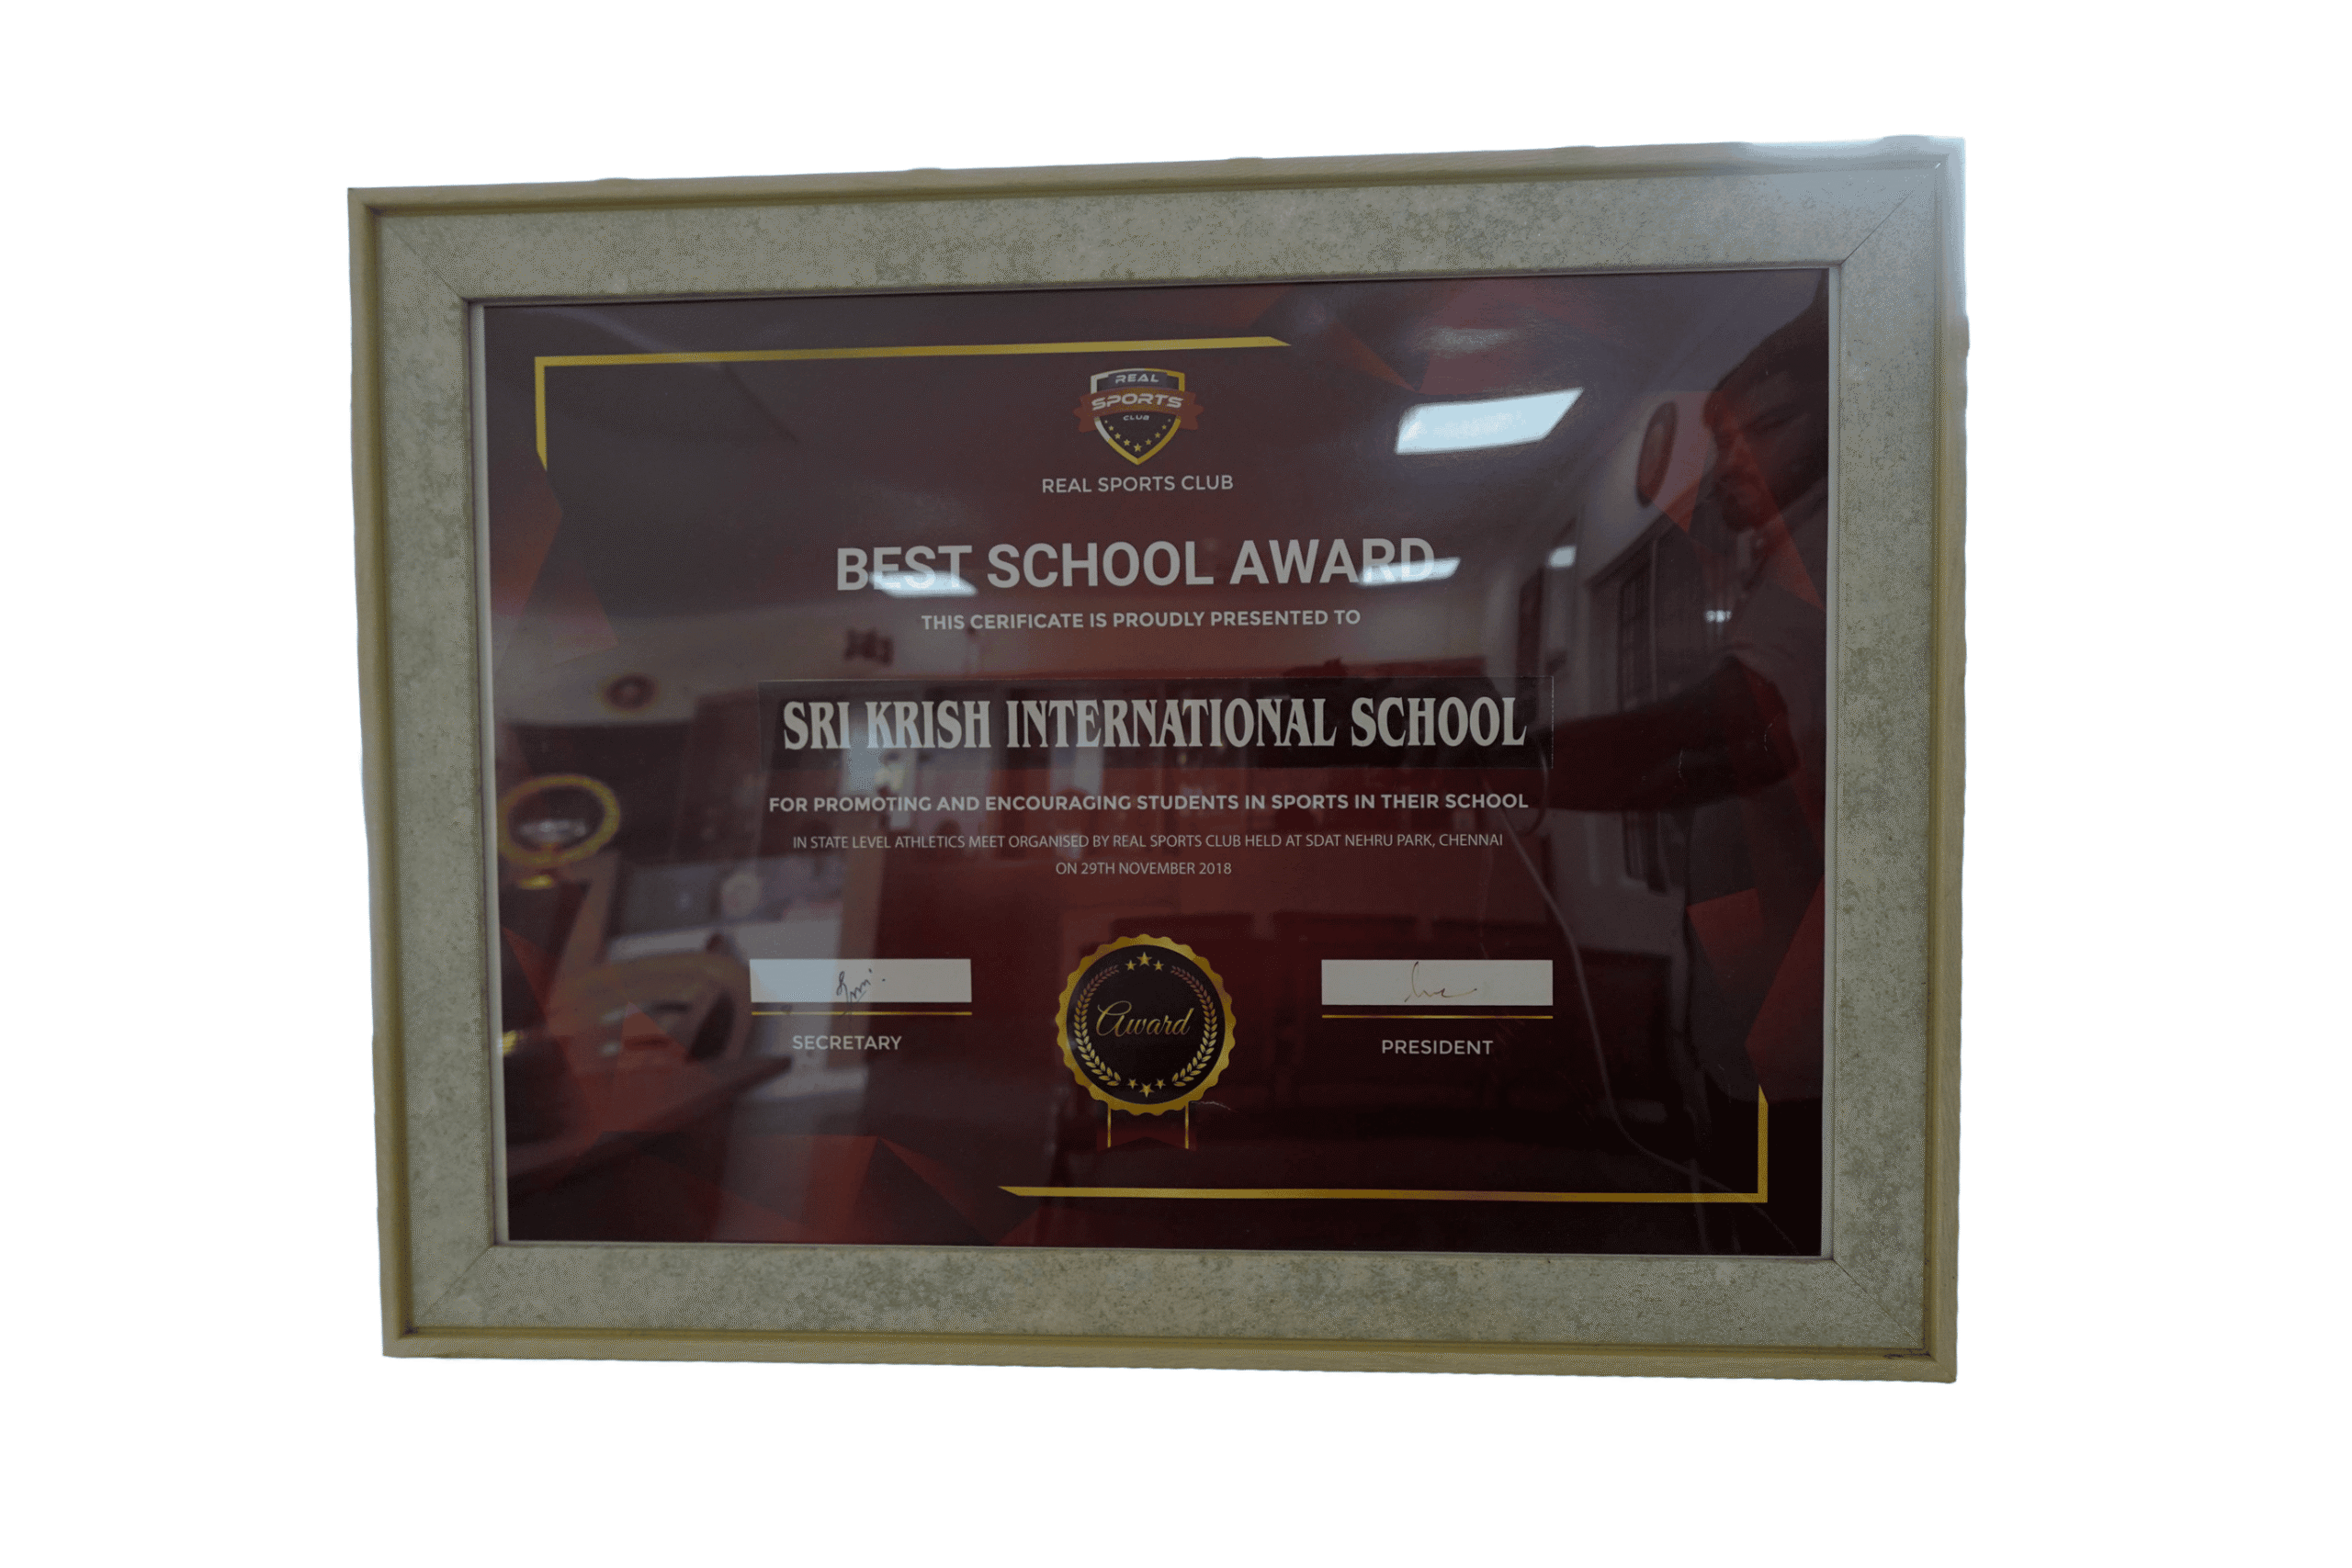 REAL
SPORTS
CLUB
REAL SPORTS CLUB
BEST SCHOOL AWARD
THIS CERIFICATE IS PROUDLY PRESENTED TO
SRI KRISH INTERNATIONAL SCHOOL
FOR PROMOTING AND ENCOURAGING STUDENTS IN SPORTS IN THEIR SCHOOL
IN STATE LEVEL ATHLETICS MEET ORGANISED BY REAL SPORTS CLUB HELD AT SDAT NEHRU PARK, CHENNAI
ON 29TH NOVEMBER 2018
Award
SECRETARY
PRESIDENT